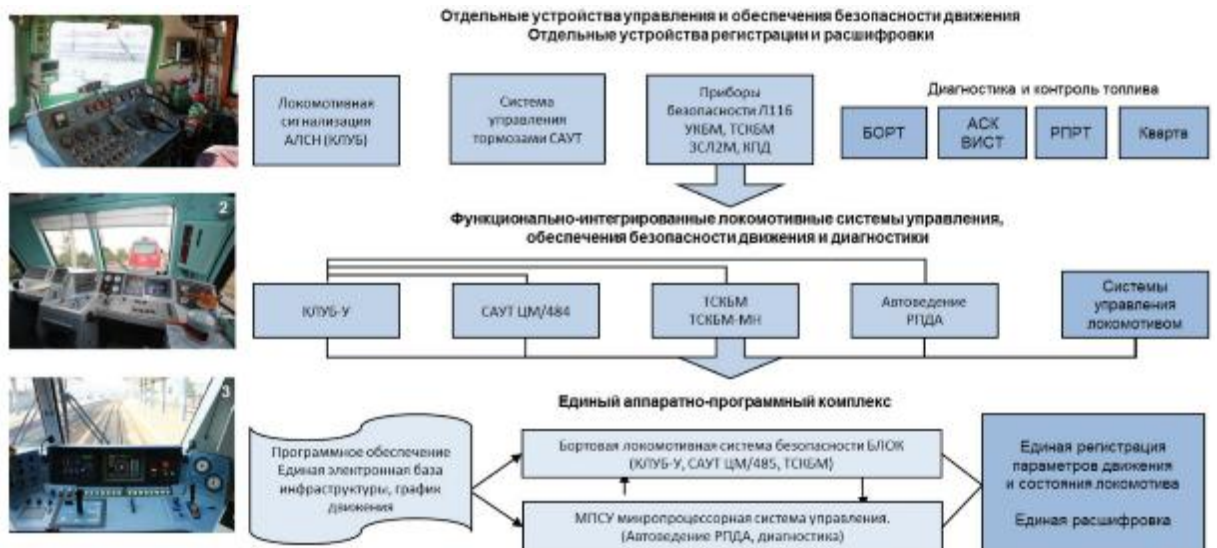 Отдельные устройства управления и обеспечения безопасности движения
Отдельные устройства регистрации и расшифровки
Локомотивная
сигнализация
АЛСН (КЛУБ)
Система
управления
тормозами САУТ
Приборы
безопасности Л116
УКБМ, ТСКБМ
ЗСЛ2М, КПД
Диагностика и контроль топлива
БОРТ
АСК
ВИСТ
РПРТ
Кварта
2
Функционально-интегрированные локомотивные системы управления,
обеспечения безопасности движения и диагностики
КЛУБ-У
САУТ ЦМ/484
ТСКБМ
ТСКБМ-МН
Автоведение
РПДА
Системы
управления
локомотивом
3
Единый аппаратно-программный комплекс
Программное обеспечение
Единая электронная база
инфраструктуры, график
движения
Бортовая локомотивная система безопасности БЛОК
(КЛУБ-У, САУТ ЦМ/485, ТСКБМ)
МПСУ микропроцессорная система управления.
(Автоведение РПДА, диагностика)
Единая регистрация
параметров движения
и состояния локомотива
Единая расшифровка